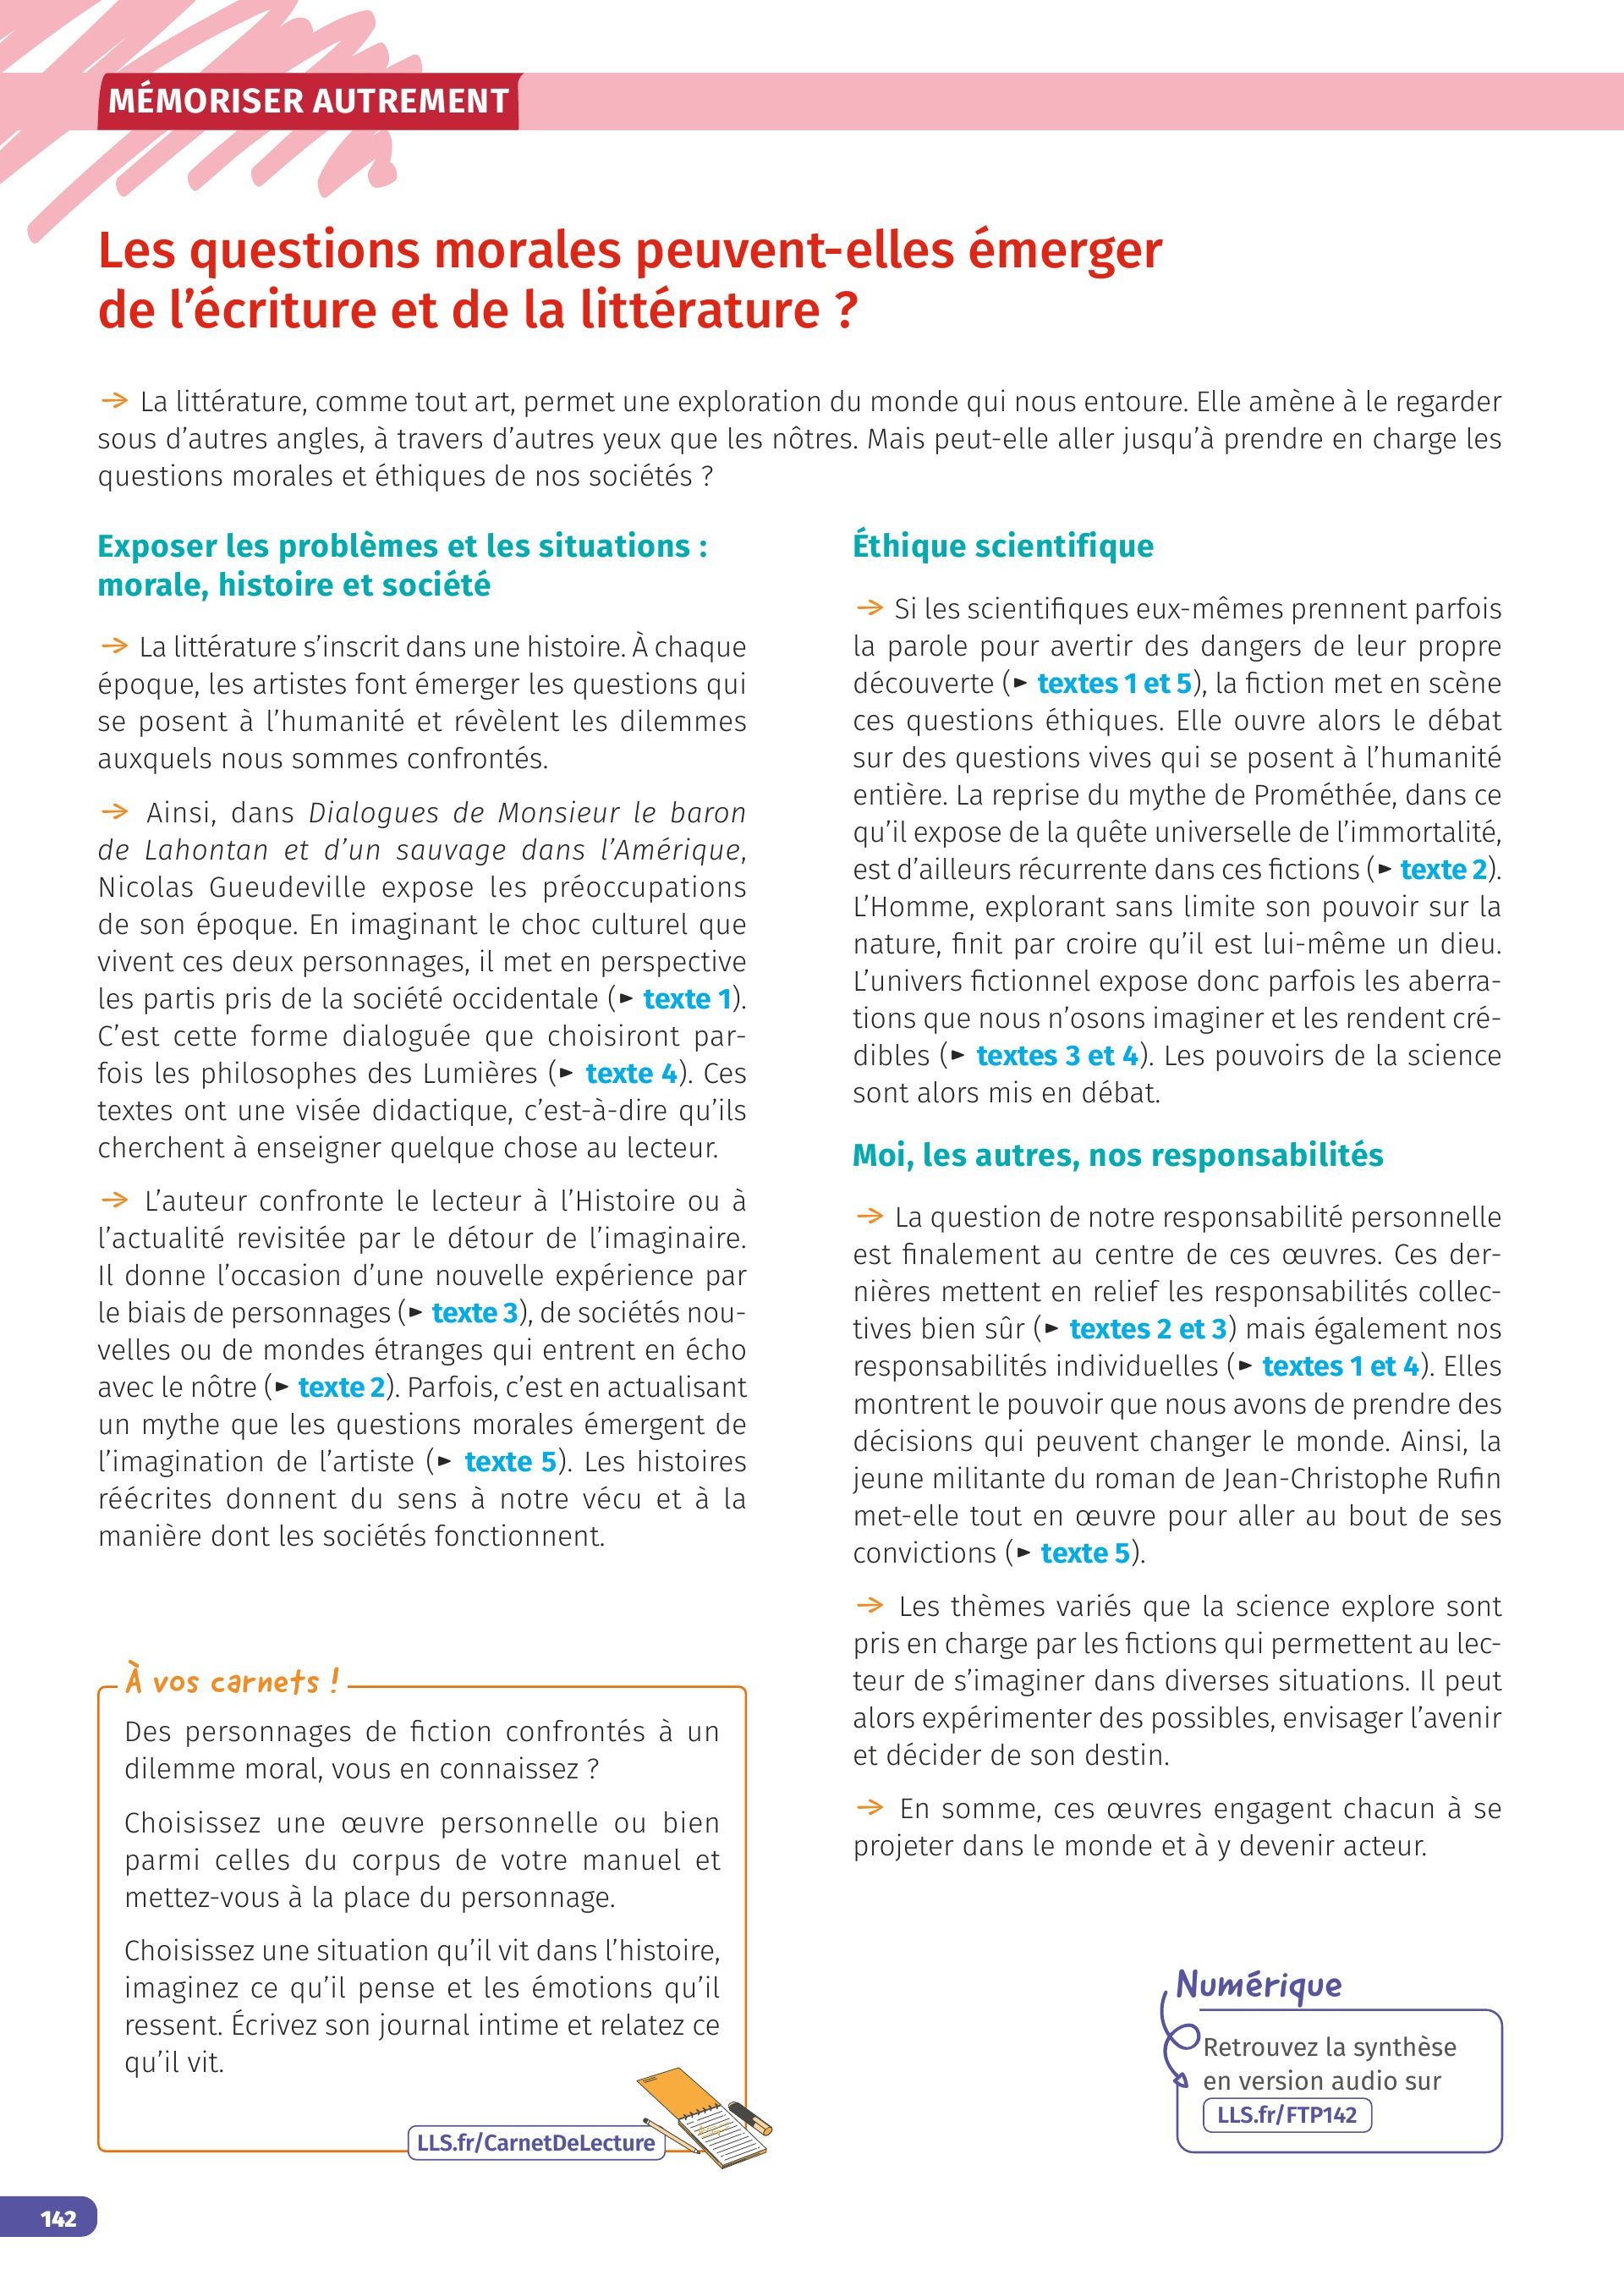 MÉMORISER AUTREMENT
Les questions morales peuvent-elles émerger
de l’écriture et de la littérature ?
→ La littérature, comme tout art, permet une exploration du monde qui nous entoure. Elle amène à le regarder
sous d’autres angles, à travers d’autres yeux que les nôtres. Mais peut-elle aller jusqu’à prendre en charge les
questions morales et éthiques de nos sociétés ?
Exposer les problèmes et les situations :
morale, histoire et société
→ La littérature s’inscrit dans une histoire. À chaque
époque, les artistes font émerger les questions qui
se posent à l’humanité et révèlent les dilemmes
auxquels nous sommes confrontés.
→ Ainsi, dans Dialogues de Monsieur le baron
de Lahontan et d’un sauvage dans l’Amérique,
Nicolas Gueudeville expose les préoccupations
de son époque. En imaginant le choc culturel que
vivent ces deux personnages, il met en perspective
les partis pris de la société occidentale (► texte 1).
C’est cette forme dialoguée que choisiront par-
fois les philosophes des Lumières (► texte 4). Ces
textes ont une visée didactique, c’est-à-dire qu’ils
cherchent à enseigner quelque chose au lecteur.
→ L’auteur confronte le lecteur à l’Histoire ou à
l’actualité revisitée par le détour de l’imaginaire.
Il donne l’occasion d’une nouvelle expérience par
le biais de personnages (► texte 3), de sociétés nou-
velles ou de mondes étranges qui entrent en écho
avec le nôtre (► texte 2). Parfois, c’est en actualisant
un mythe que les questions morales émergent de
l’imagination de l’artiste (► texte 5). Les histoires
réécrites donnent du sens à notre vécu et à la
manière dont les sociétés fonctionnent.
À vos carnets !
Des personnages de fiction confrontés à un
dilemme moral, vous en connaissez ?
Choisissez une œuvre personnelle ou bien
parmi celles du corpus de votre manuel et
mettez-vous à la place du personnage.
Choisissez une situation qu’il vit dans l’histoire,
imaginez ce qu’il pense et les émotions qu’il
ressent. Écrivez son journal intime et relatez ce
qu’il vit.
LLS.fr/CarnetDeLecture
Éthique scientifique
→ Si les scientifiques eux-mêmes prennent parfois
la parole pour avertir des dangers de leur propre
découverte (► textes 1 et 5), la fiction met en scène
ces questions éthiques. Elle ouvre alors le débat
sur des questions vives qui se posent à l’humanité
entière. La reprise du mythe de Prométhée, dans ce
qu’il expose de la quête universelle de l’immortalité,
est d’ailleurs récurrente dans ces fictions (► texte 2).
L’Homme, explorant sans limite son pouvoir sur la
nature, finit par croire qu’il est lui-même un dieu.
L’univers fictionnel expose donc parfois les aberra-
tions que nous n’osons imaginer et les rendent cré-
dibles (► textes 3 et 4). Les pouvoirs de la science
sont alors mis en débat.
Moi, les autres, nos responsabilités
→ La question de notre responsabilité personnelle
est finalement au centre de ces œuvres. Ces der-
nières mettent en relief les responsabilités collec-
tives bien sûr (► textes 2 et 3) mais également nos
responsabilités individuelles (► textes 1 et 4). Elles
montrent le pouvoir que nous avons de prendre des
décisions qui peuvent changer le monde. Ainsi, la
jeune militante du roman de Jean-Christophe Rufin
met-elle tout en œuvre pour aller au bout de ses
convictions (► texte 5).
→ Les thèmes variés que la science explore sont
pris en charge par les fictions qui permettent au lec-
teur de s’imaginer dans diverses situations. Il peut
alors expérimenter des possibles, envisager l’avenir
et décider de son destin.
→ En somme, ces œuvres engagent chacun à se
projeter dans le monde et à y devenir acteur.
Numérique
Retrouvez la synthèse
en version audio sur
LLS.fr/FTP142
142